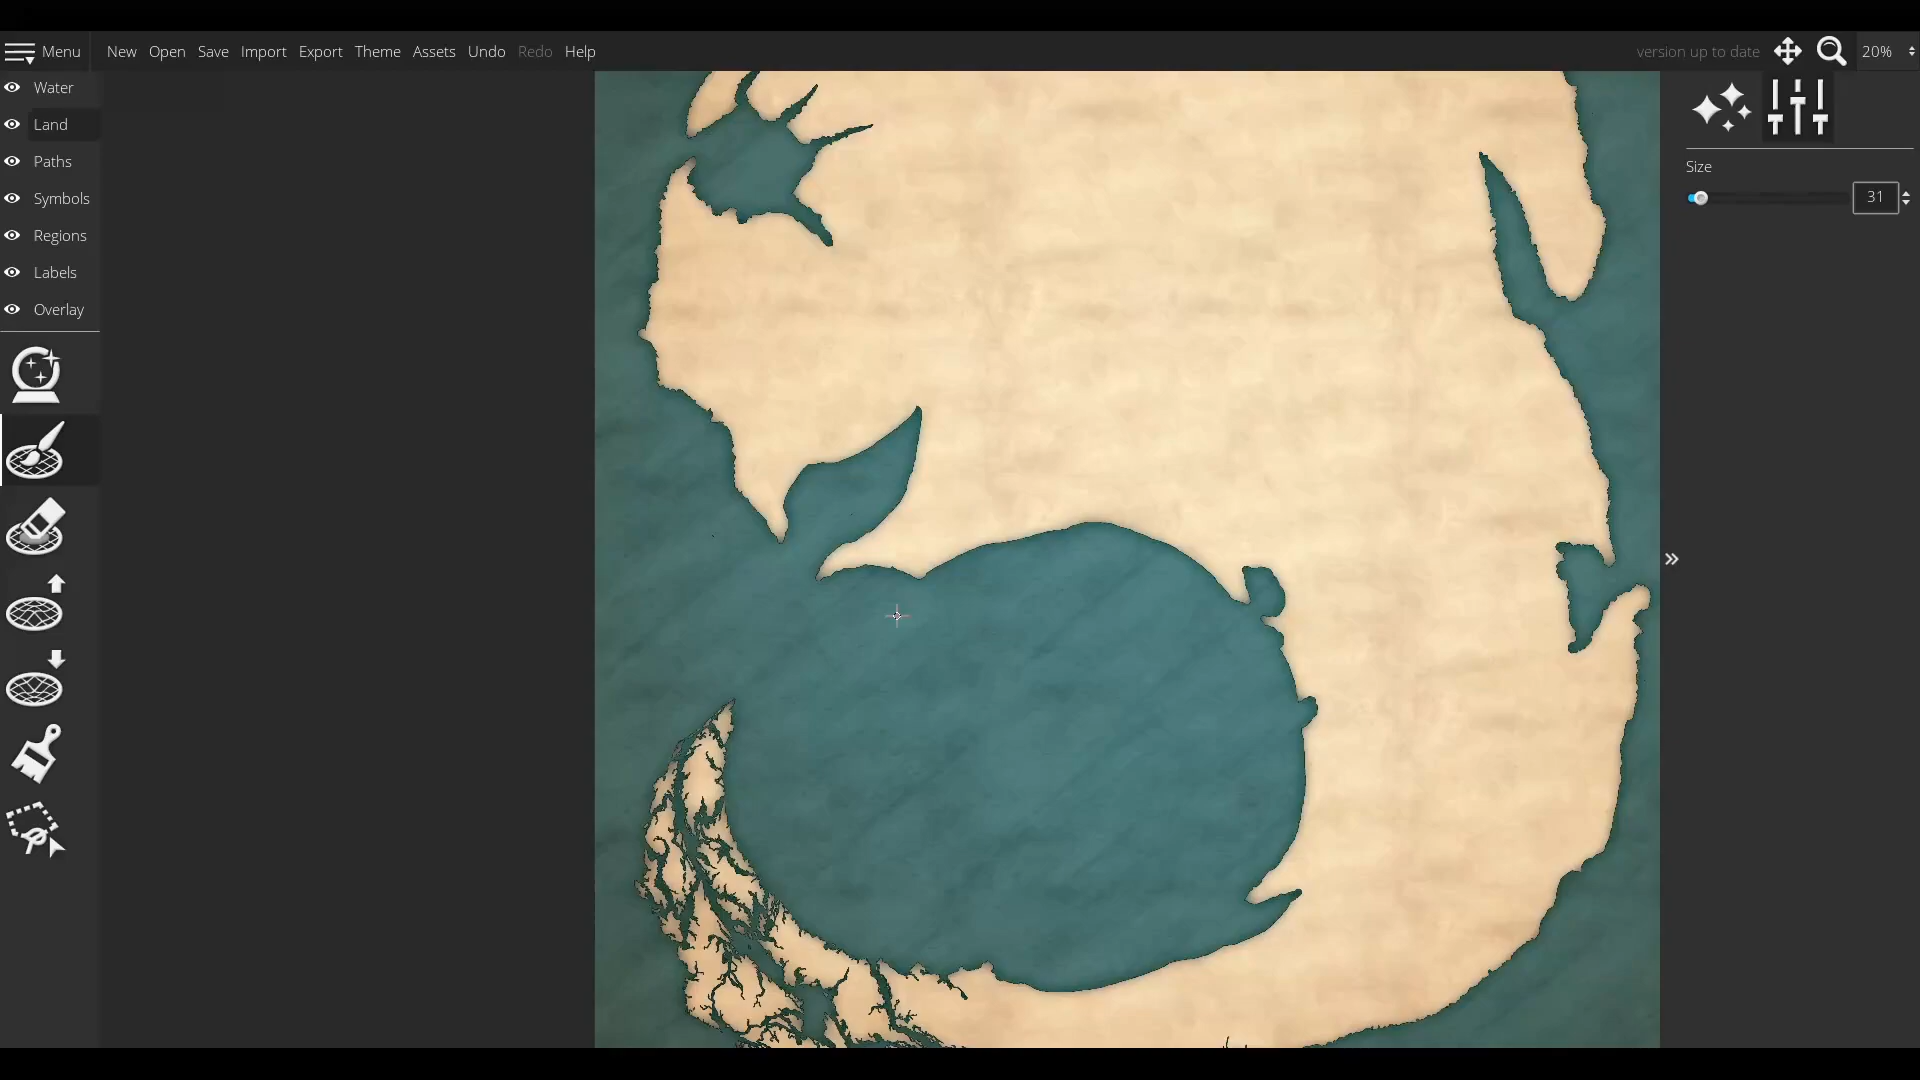 Menu New Open Save Import Export Theme Assets Undo Redo Help version up to date 20%
Water
Land
Paths
Symbols
Regions
Labels
Overlay
Size
31